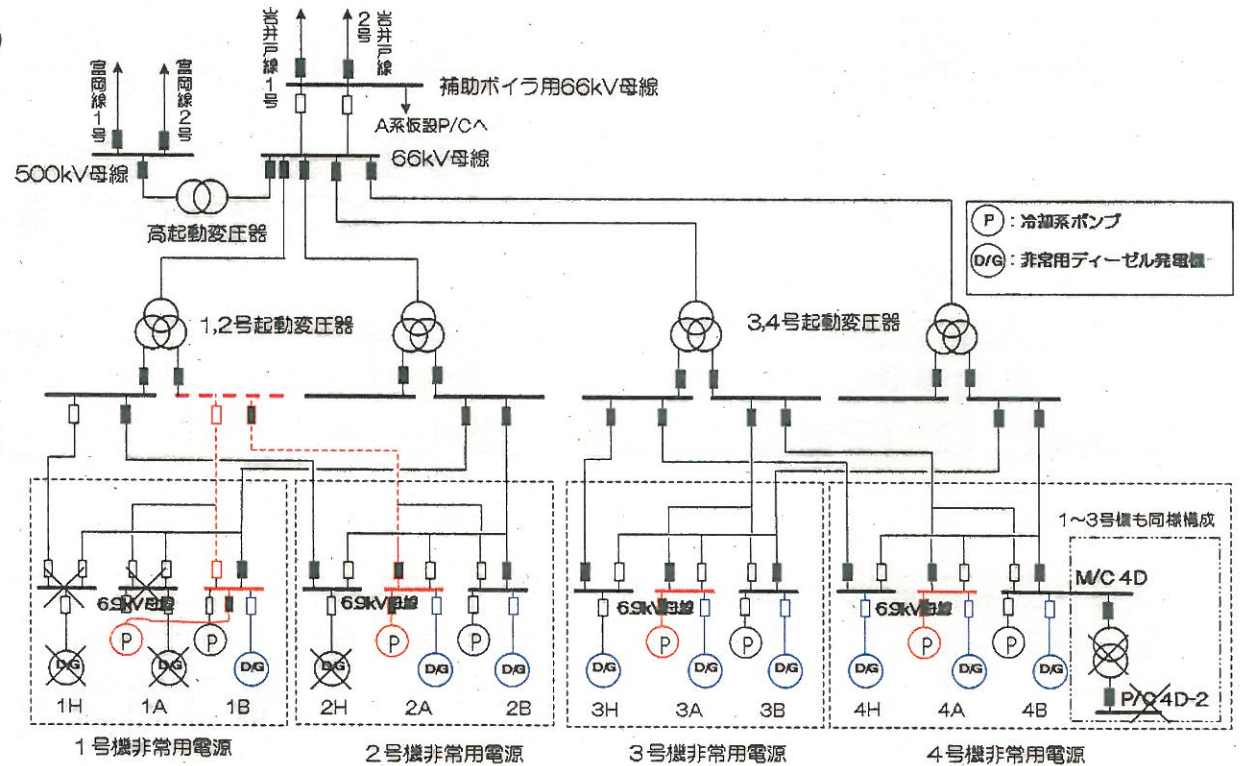 岩井戸線1号
岩井戸線2号
富岡線1号
富岡線2号
補助ボイラ用66kV母線
A系仮設P/Cへ
66kV母線
500kV母線
高起動変圧器
P
:冷却系ポンプ
D/G
:非常用ディーゼル発電機
1,2号起動変圧器
3,4号起動変圧器
1~3号機も同様構成
M/C 4D
6.9kV母線
6.9kV母線
6.9kV母線
6.9kV母線
P
P
P
P
P
P
P
P
D/G
D/G
D/G
D/G
D/G
D/G
D/G
D/G
D/G
D/G
D/G
D/G
P/C 4D-2
1H
1A
1B
2H
2A
2B
3H
3A
3B
4H
4A
4B
1号機非常用電源
2号機非常用電源
3号機非常用電源
4号機非常用電源